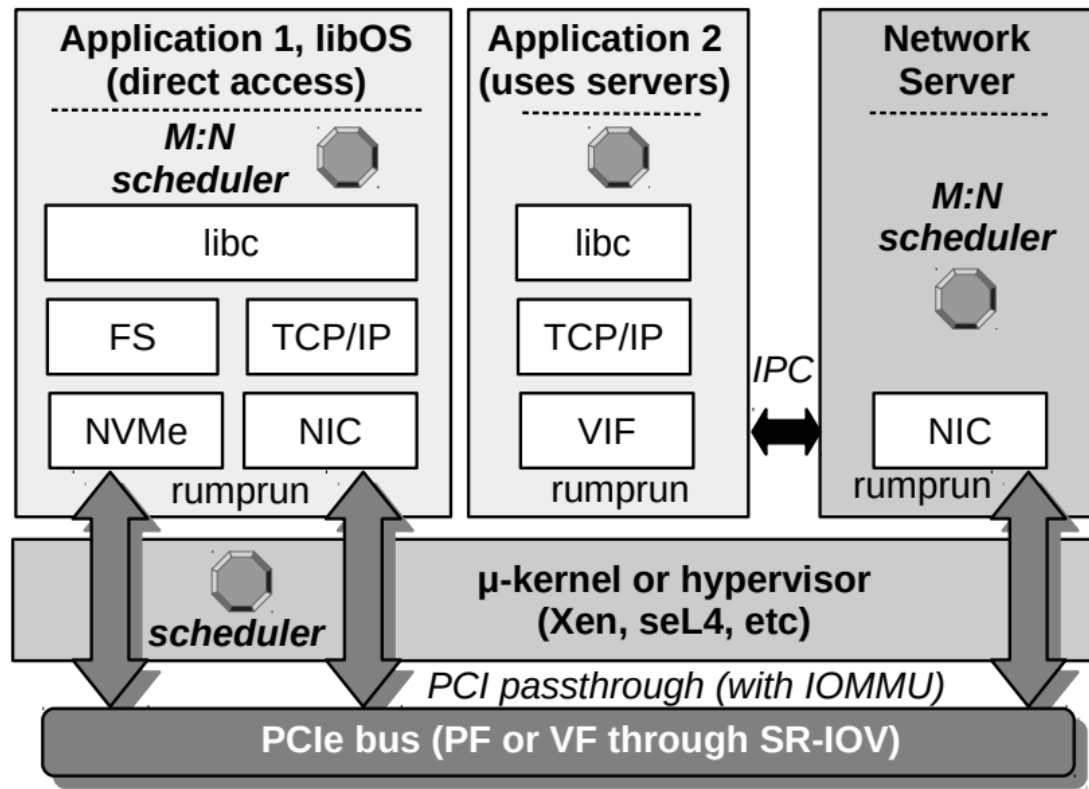 Application 1, libOS
(direct access)
M:N
scheduler
libc
FS
TCP/IP
NVMe
NIC
rumprun
Application 2
(uses servers)
libc
TCP/IP
VIF
rumprun
IPC
Network
Server
M:N
scheduler
NIC
rumprun
scheduler
μ-kernel or hypervisor
(Xen, seL4, etc)
PCI passthrough (with IOMMU)
PCIe bus (PF or VF through SR-IOV)